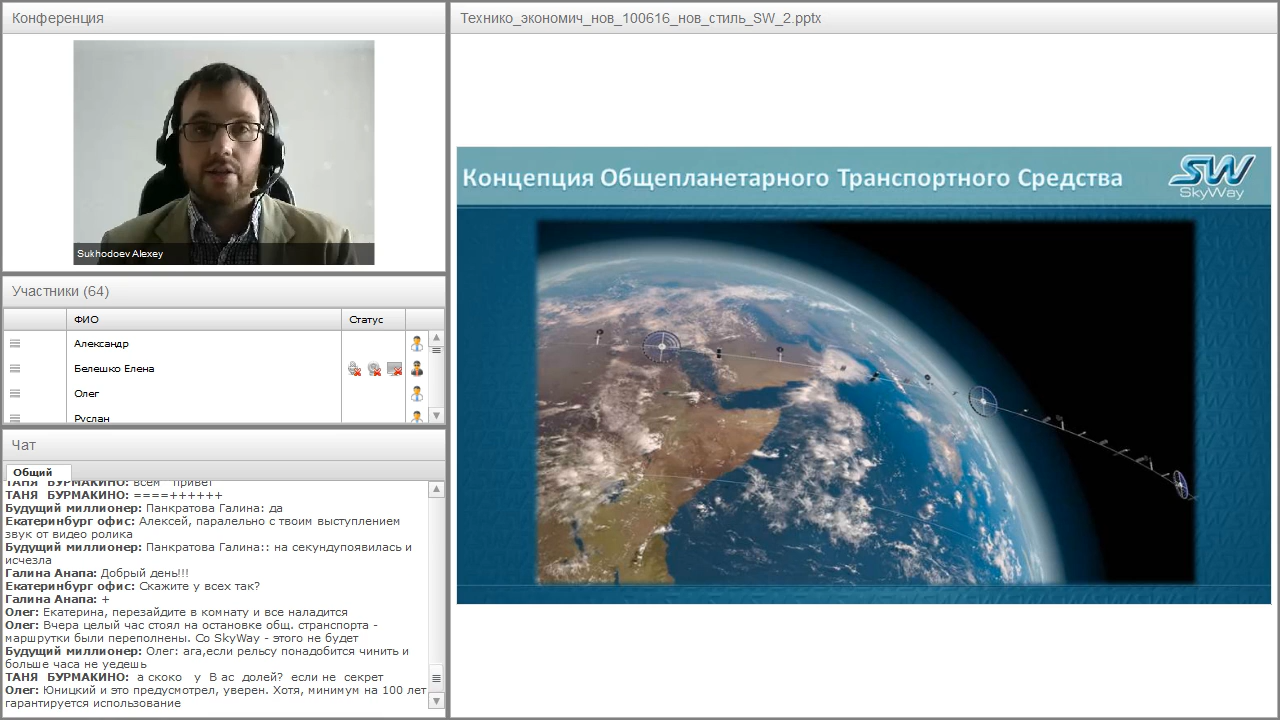 Конференция
Sukhodoev Alexey
Участники (64)
ФИО
Статус
Александр
Белешко Елена
Олег
Руслан
Чат
Общий
ТАНЯ БУРМАКИНО: всем привет
ТАНЯ БУРМАКИНО: ====++++++
Будущий миллионер: Панкратова Галина: да
Екатеринбург офис: Алексей, паралельно с твоим выступлением
звук от видео ролика
Будущий миллионер: Панкратова Галина:: на секундупоявилась и
исчезла
Галина Анапа: Добрый день!!!
Екатеринбург офис: Скажите у всех так?
Галина Анапа: +
Олег: Екатерина, перезайдите в комнату и все наладится
Олег: Вчера целый час стоял на остановке общ. странспорта -
маршрутки были переполнены. Со SkyWay - этого не будет
Будущий миллионер: Олег: ага,если рельсу понадобится чинить и
больше часа не уедешь
ТАНЯ БУРМАКИНО: а скоко у В ас долей? если не секрет
Олег: Юницкий и это предусмотрел, уверен. Хотя, минимум на 100 лет
гарантируется использование
Технико_экономич_нов_100616_нов_стиль_SW_2.pptx
Концепция Общепланетарного Транспортного Средства
SW
SkyWay